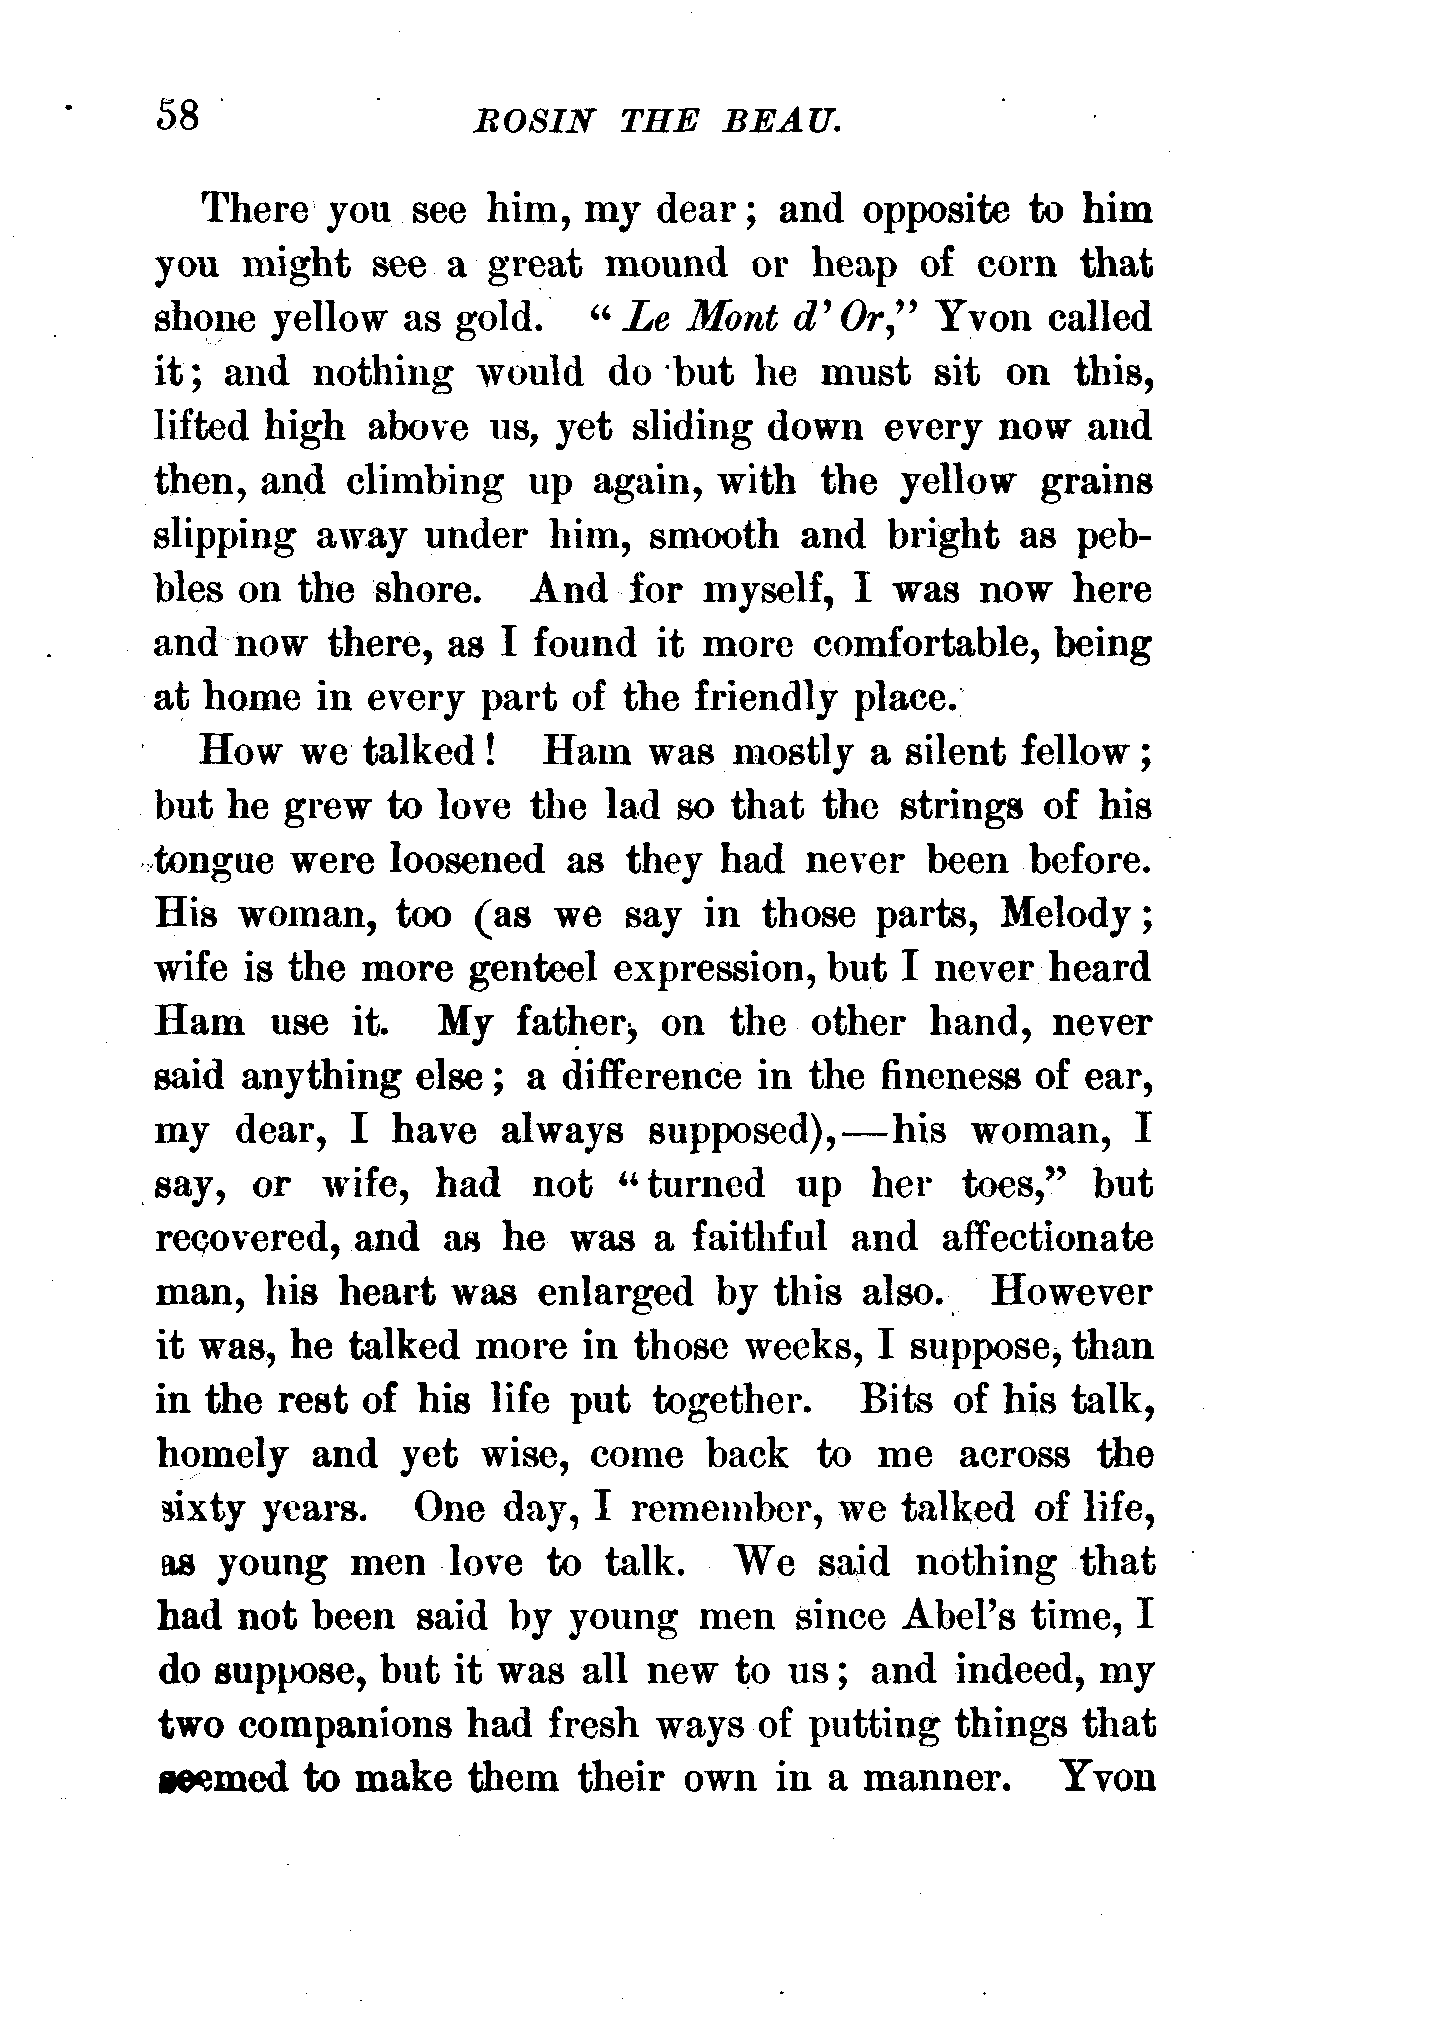 58 ROSIN THE BEAU.
There you see him, my dear; and opposite to him
you might see a great mound or heap of corn that
shone yellow as gold. “Le Mont d’Or,” Yvon called
it; and nothing would do but he must sit on this,
lifted high above us, yet sliding down every now and
then, and climbing up again, with the yellow grains
slipping away under him, smooth and bright as peb-
bles on the shore. And for myself, I was now here
and now there, as I found it more comfortable, being
at home in every part of the friendly place.
How we talked! Ham was mostly a silent fellow;
but he grew to love the lad so that the strings of his
tongue were loosened as they had never been before.
His woman, too (as we say in those parts, Melody;
wife is the more genteel expression, but I never heard
Ham use it. My father, on the other hand, never
said anything else; a difference in the fineness of ear,
my dear, I have always supposed),—his woman, I
say, or wife, had not “turned up her toes,” but
recovered, and as he was a faithful and affectionate
man, his heart was enlarged by this also. However
it was, he talked more in those weeks, I suppose, than
in the rest of his life put together. Bits of his talk,
homely and yet wise, come back to me across the
sixty years. One day, I remember, we talked of life,
as young men love to talk. We said nothing that
had not been said by young men since Abel’s time, I
do suppose, but it was all new to us; and indeed, my
two companions had fresh ways of putting things that
seemed to make them their own in a manner. Yvon